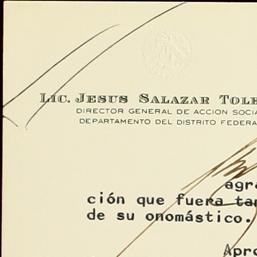 LIC. JESUS SALAZAR TOLE
DIRECTOR GENERAL DE ACCION SOCIA
DEPARTAMENTO DEL DISTRITO FEDERA
agra
ción que fuera tan
de su onomástico.
Apro